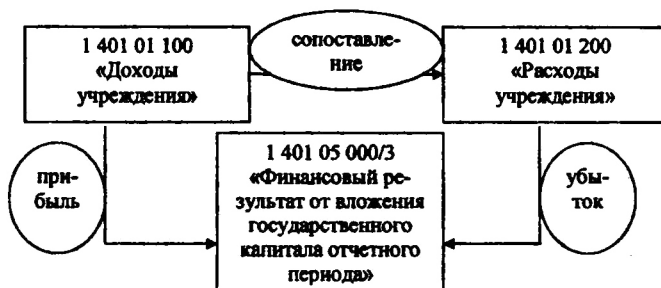 1 401 01 100
«Доходы
учреждения»
сопоставле-
ние
1 401 01 200
«Расходы
учреждения»
при-
быль
1 401 05 000/3
«Финансовый ре-
зультат от вложения
государственного
капитала отчетного
периода»
убы-
ток